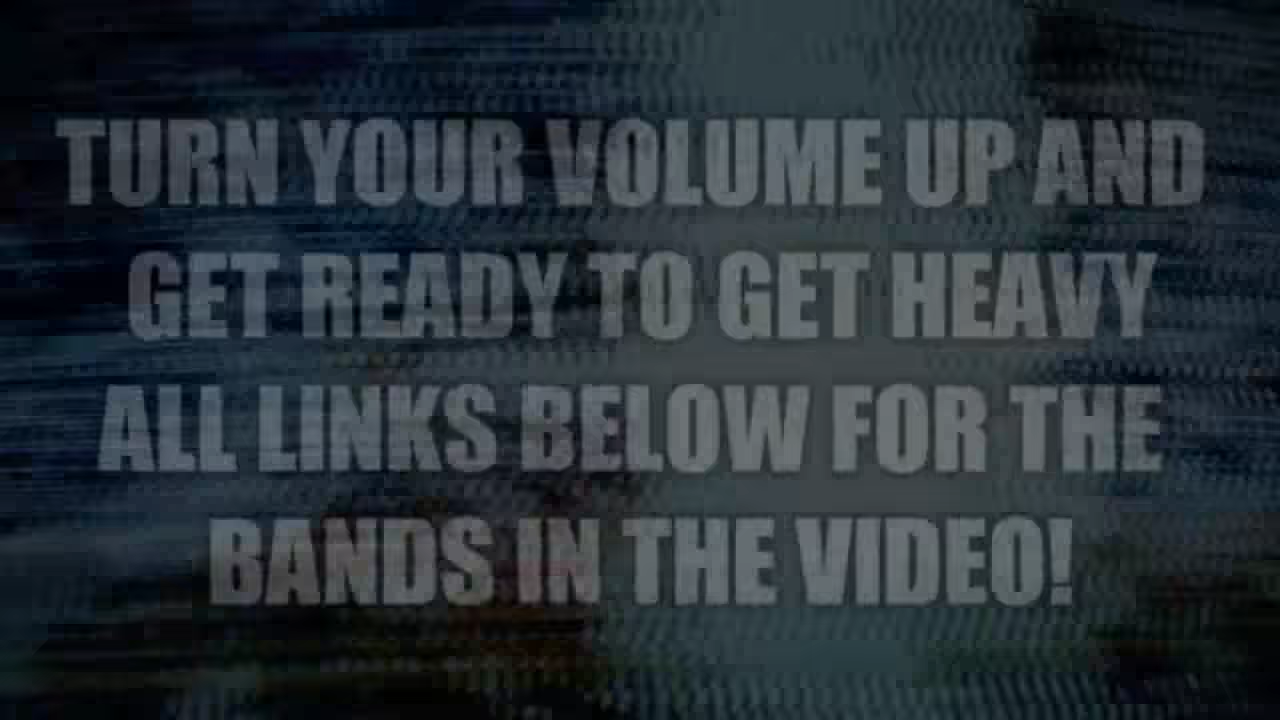 TURN YOUR VOLUME UP AND
GET READY TO GET HEAVY
ALL LINKS BELOW FOR THE
BANDS IN THE VIDEO!